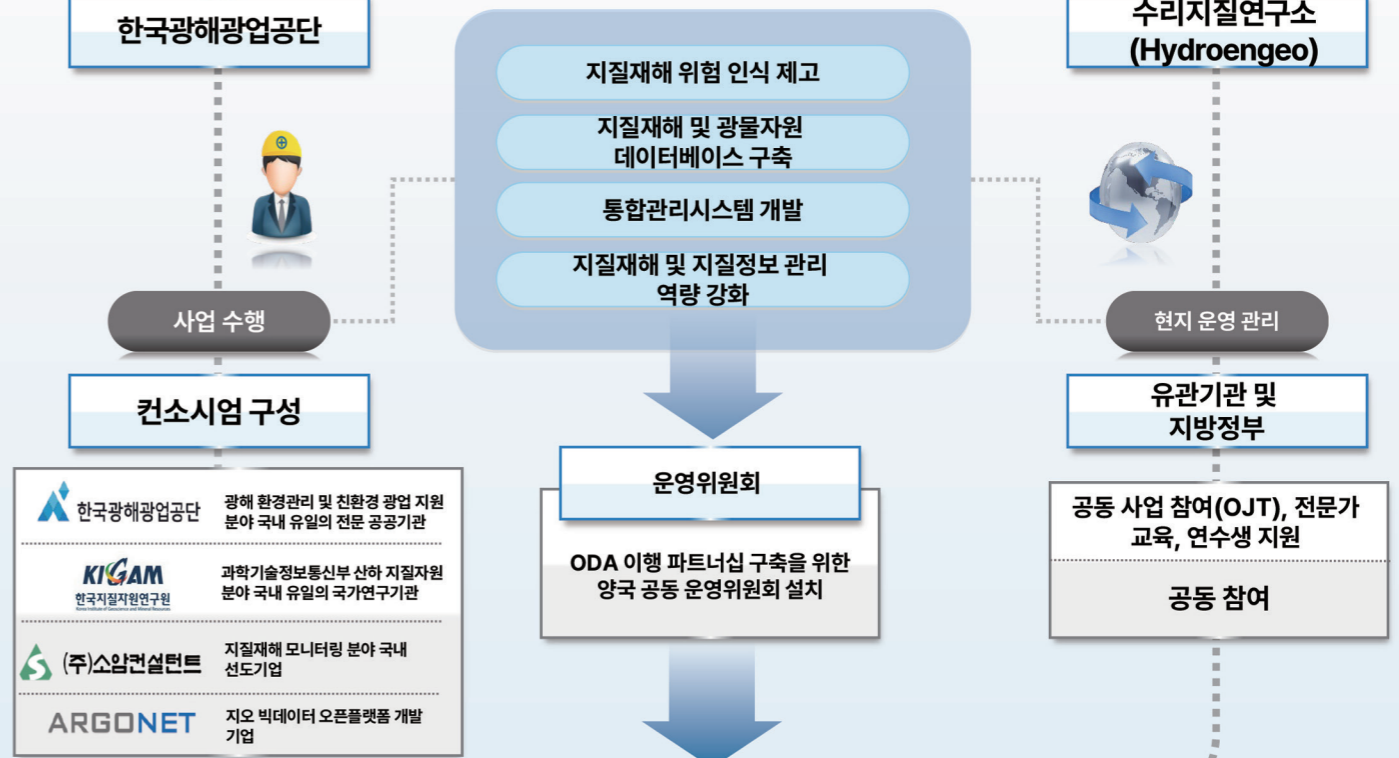 한국광해광업공단
지질재해 위험 인식 제고
지질재해 및 광물자원
데이터베이스 구축
통합관리시스템 개발
지질재해 및 지질정보 관리
역량 강화
수리지질연구소
(Hydroengeo)
사업 수행
현지 운영 관리
컨소시엄 구성
한국광해광업공단
광해 환경관리 및 친환경 광업 지원
분야 국내 유일의 전문 공공기관
KIGAM
한국지질자원연구원
Korea Institute of Geoscience and Mineral Resources
과학기술정보통신부 산하 지질자원
분야 국내 유일의 국가연구기관
(주)소암컨설턴트
지질재해 모니터링 분야 국내
선도기업
ARGONET
지오 빅데이터 오픈플랫폼 개발
기업
운영위원회
ODA 이행 파트너십 구축을 위한
양국 공동 운영위원회 설치
유관기관 및
지방정부
공동 사업 참여(OJT), 전문가
교육, 연수생 지원
공동 참여